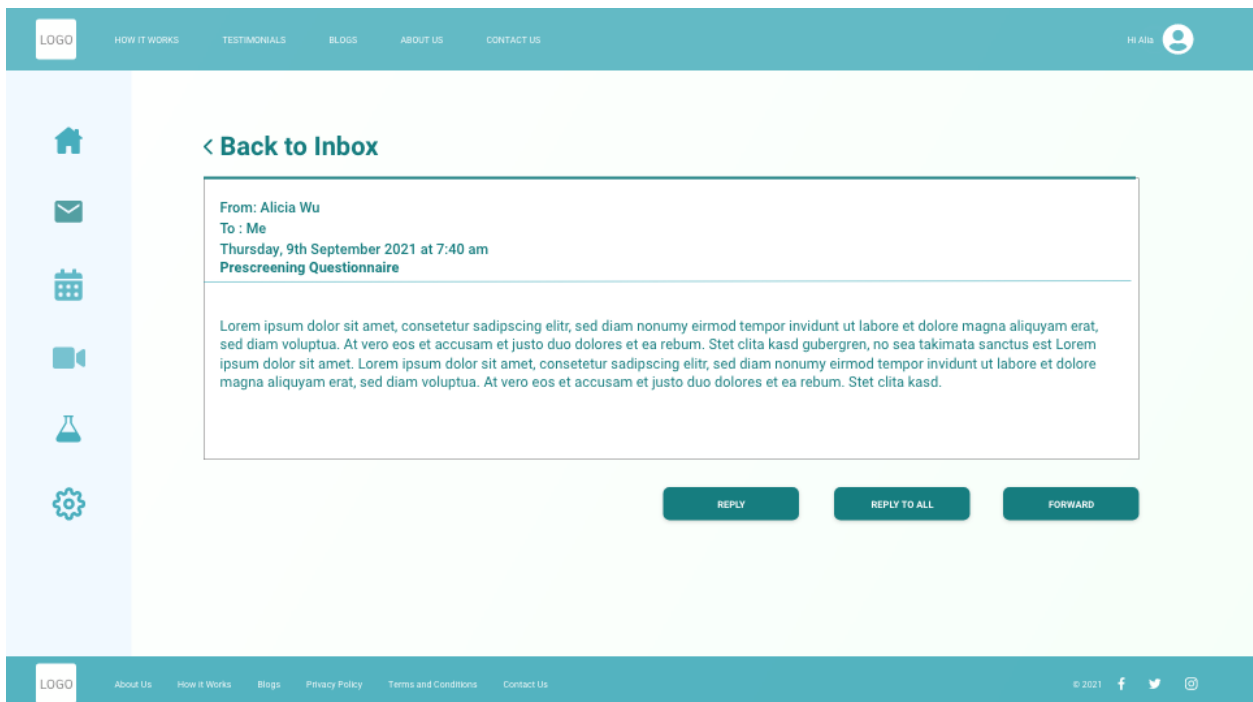 LOGO
HOW IT WORKS
TESTIMONIALS
BLOGS
ABOUT US
CONTACT US
Hi Alia
< Back to Inbox
From: Alicia Wu
To : Me
Thursday, 9th September 2021 at 7:40 am
Prescreening Questionnaire
Lorem ipsum dolor sit amet, consetetur sadipscing elitr, sed diam nonumy eirmod tempor invidunt ut labore et dolore magna aliquyam erat,
sed diam voluptua. At vero eos et accusam et justo duo dolores et ea rebum. Stet clita kasd gubergren, no sea takimata sanctus est Lorem
ipsum dolor sit amet. Lorem ipsum dolor sit amet, consetetur sadipscing elitr, sed diam nonumy eirmod tempor invidunt ut labore et dolore
magna aliquyam erat, sed diam voluptua. At vero eos et accusam et justo duo dolores et ea rebum. Stet clita kasd.
REPLY
REPLY TO ALL
FORWARD
LOGO
About Us
How it Works
Blogs
Privacy Policy
Terms and Conditions
Contact Us
© 2021